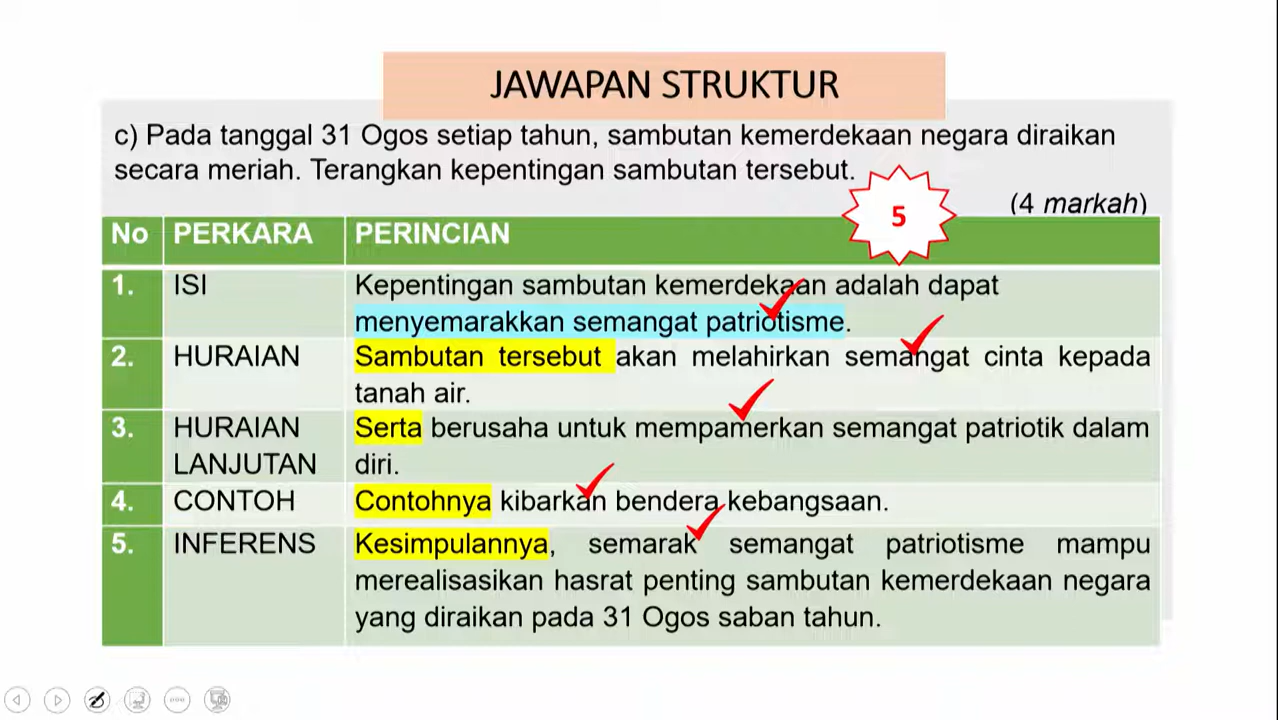 JAWAPAN STRUKTUR
c) Pada tanggal 31 Ogos setiap tahun, sambutan kemerdekaan negara diraikan
secara meriah. Terangkan kepentingan sambutan tersebut.
(4 markah)
5
No PERKARA PERINCIAN
1. ISI Kepentingan sambutan kemerdekaan adalah dapat
menyemarakkan semangat patriotisme.
2. HURAIAN Sambutan tersebut akan melahirkan semangat cinta kepada
tanah air.
3. HURAIAN Serta berusaha untuk mempamerkan semangat patriotik dalam
LANJUTAN diri.
4. CONTOH Contohnya kibarkan bendera kebangsaan.
5. INFERENS Kesimpulannya, semarak semangat patriotisme mampu
merealisasikan hasrat penting sambutan kemerdekaan negara
yang diraikan pada 31 Ogos saban tahun.